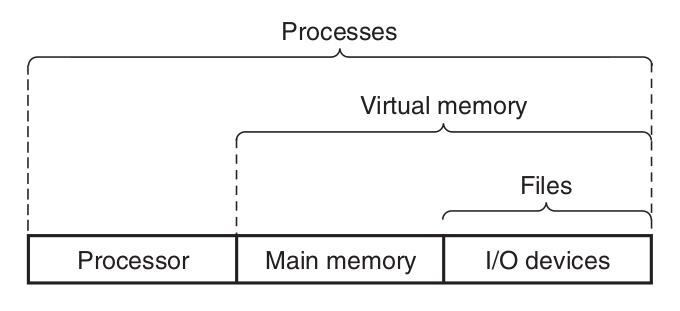 Processes
Virtual memory
Files
Processor
Main memory
I/O devices